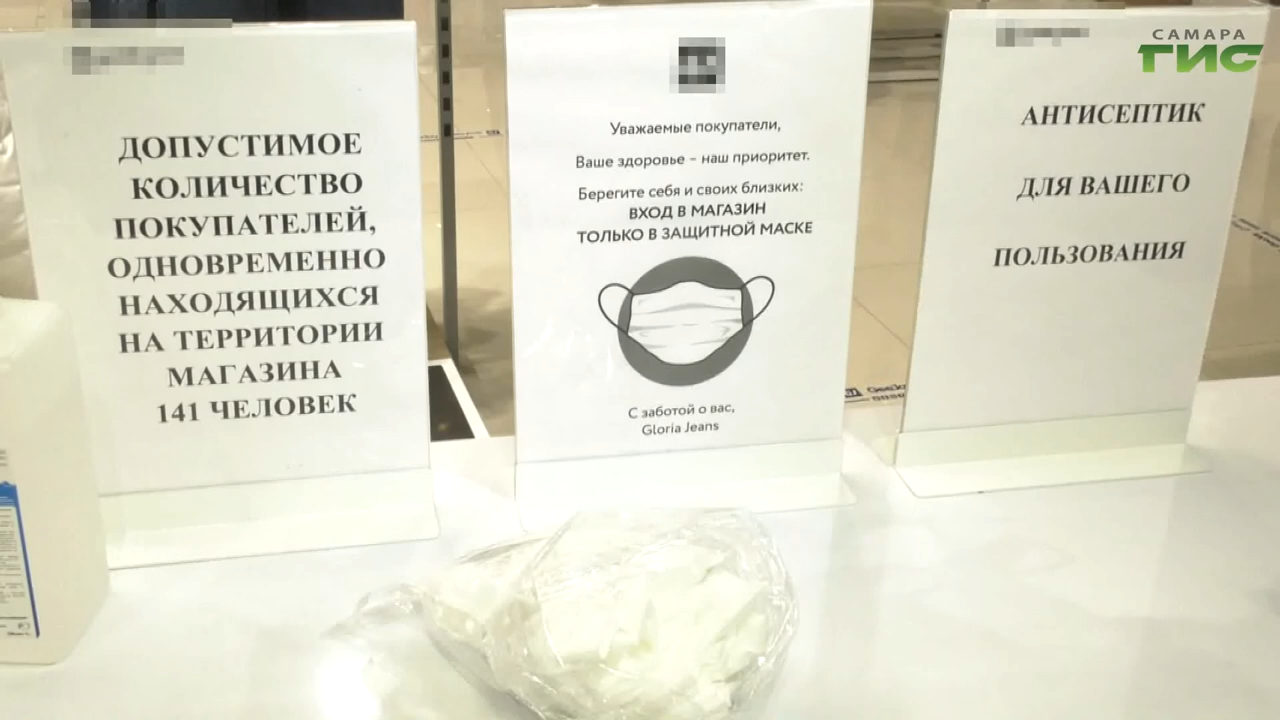 ДОПУСТИМОЕ
КОЛИЧЕСТВО
ПОКУПАТЕЛЕЙ,
ОДНОВРЕМЕННО
НАХОДЯЩИХСЯ
НА ТЕРРИТОРИИ
МАГАЗИНА
141 ЧЕЛОВЕК
Уважаемые покупатели,
Ваше здоровье – наш приоритет.
Берегите себя и своих близких:
ВХОД В МАГАЗИН
ТОЛЬКО В ЗАЩИТНОЙ МАСКЕ
С заботой о вас,
Gloria Jeans
АНТИСЕПТИК
ДЛЯ ВАШЕГО
ПОЛЬЗОВАНИЯ
САМАРА
ГИС